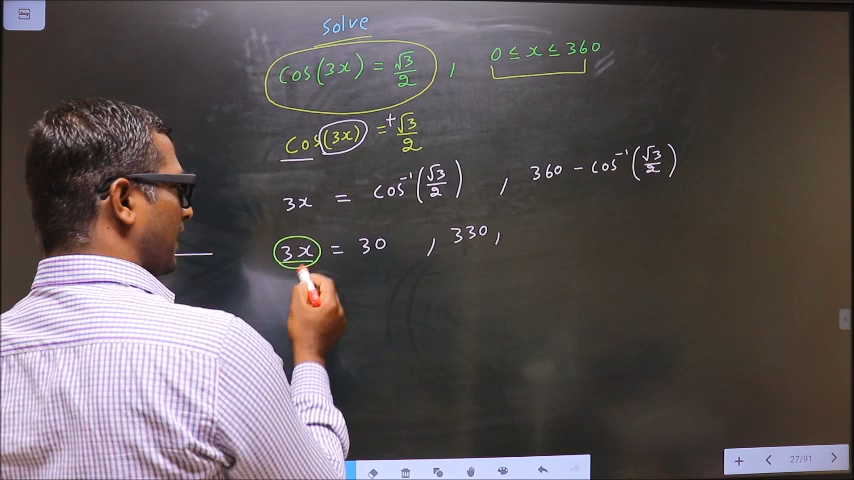 solve
cos(3x) = √3/2 , 0 ≤ x ≤ 360
cos(3x) = +√3/2
3x = cos⁻¹(√3/2) , 360 - cos⁻¹(√3/2)
3x = 30 , 330,
27/91